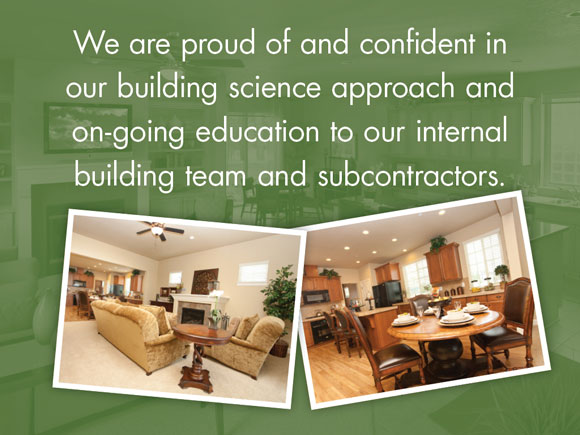 We are proud of and confident in
our building science approach and
on-going education to our internal
building team and subcontractors.